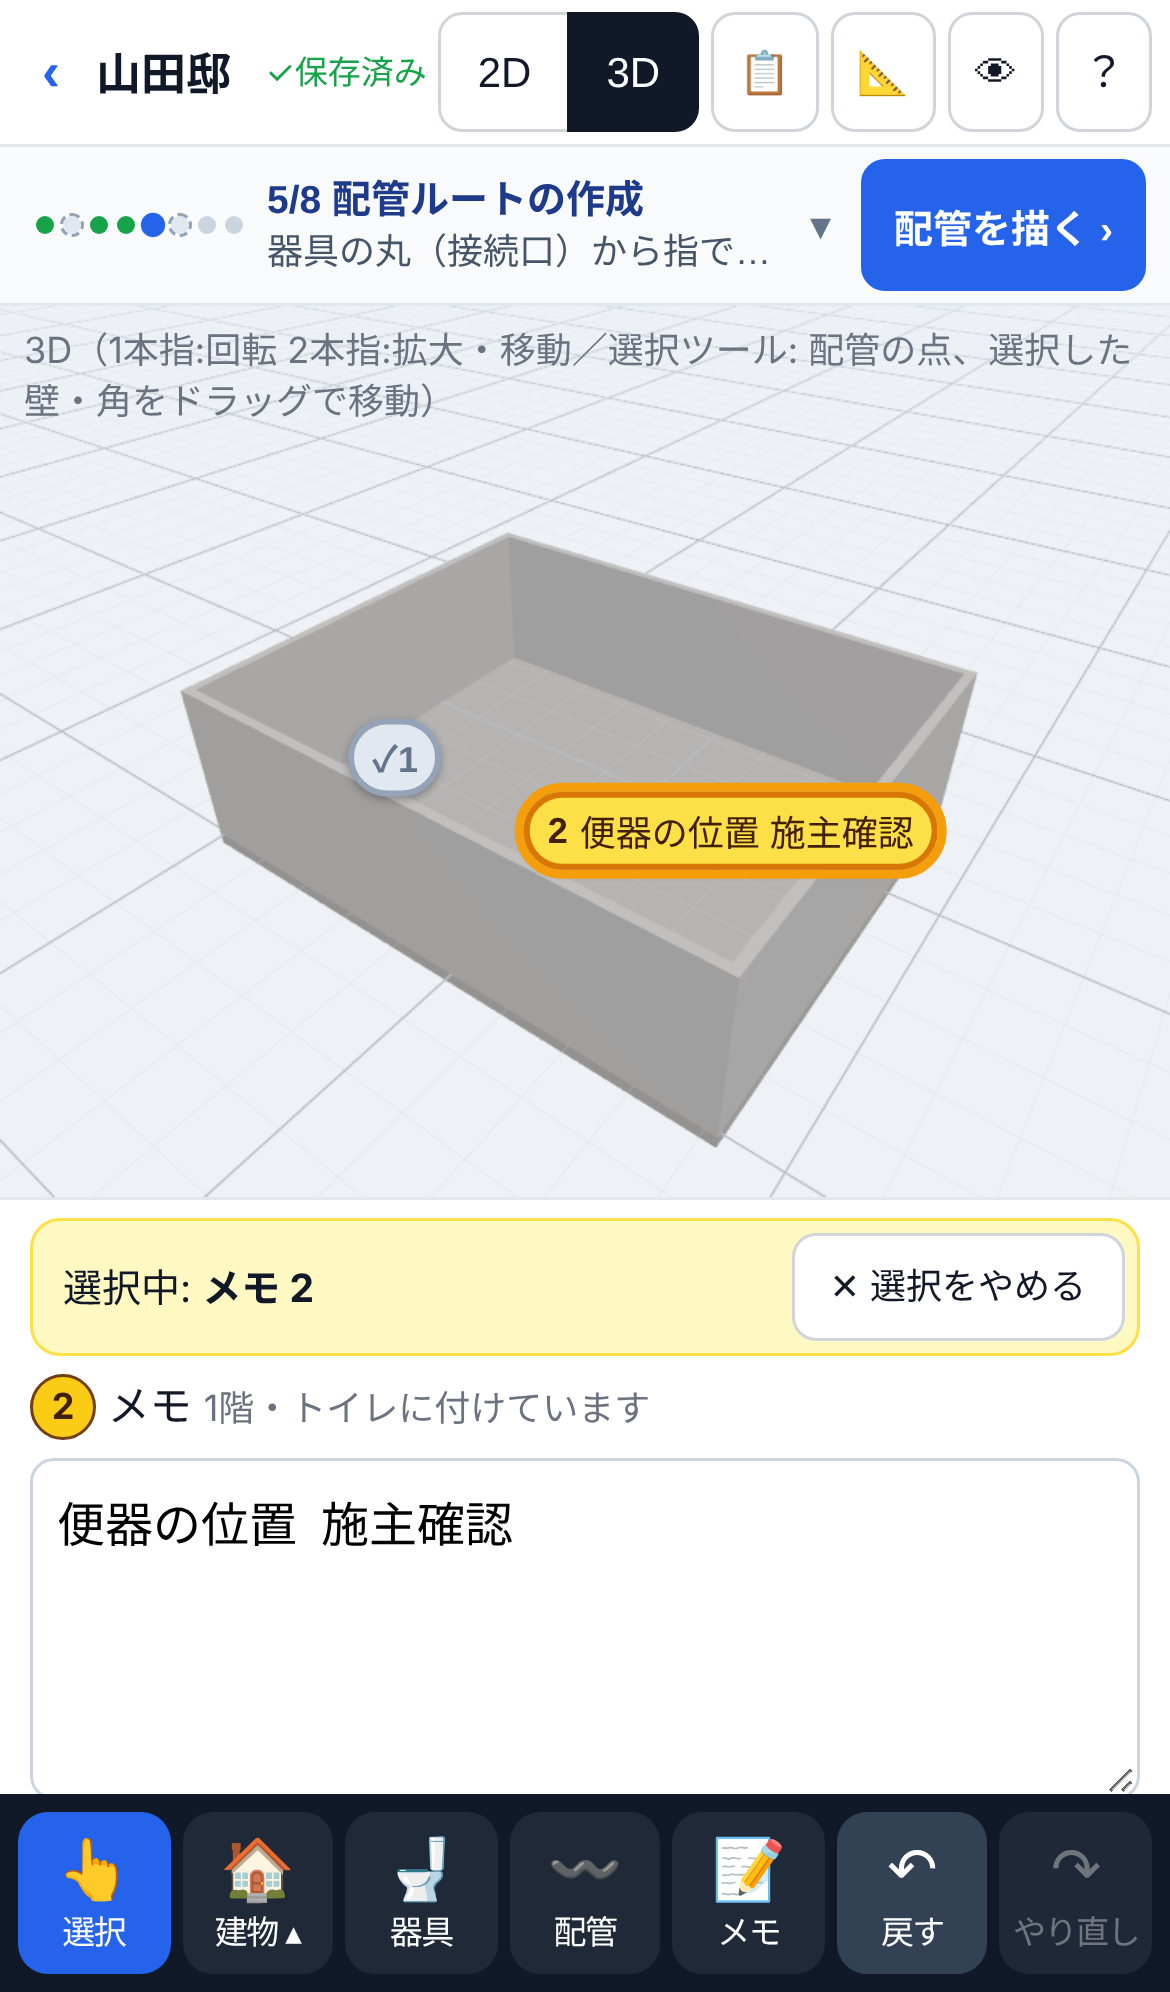 ‹ 山田邸 ✓保存済み 2D 3D ?
5/8 配管ルートの作成
器具の丸（接続口）から指で… ▼
配管を描く ›
3D（1本指:回転 2本指:拡大・移動／選択ツール: 配管の点、選択した
壁・角をドラッグで移動）
✓1
2 便器の位置 施主確認
選択中: メモ 2
✕ 選択をやめる
2 メモ 1階・トイレに付けています
便器の位置 施主確認
選択 建物 ▴ 器具 配管 メモ 戻す やり直し